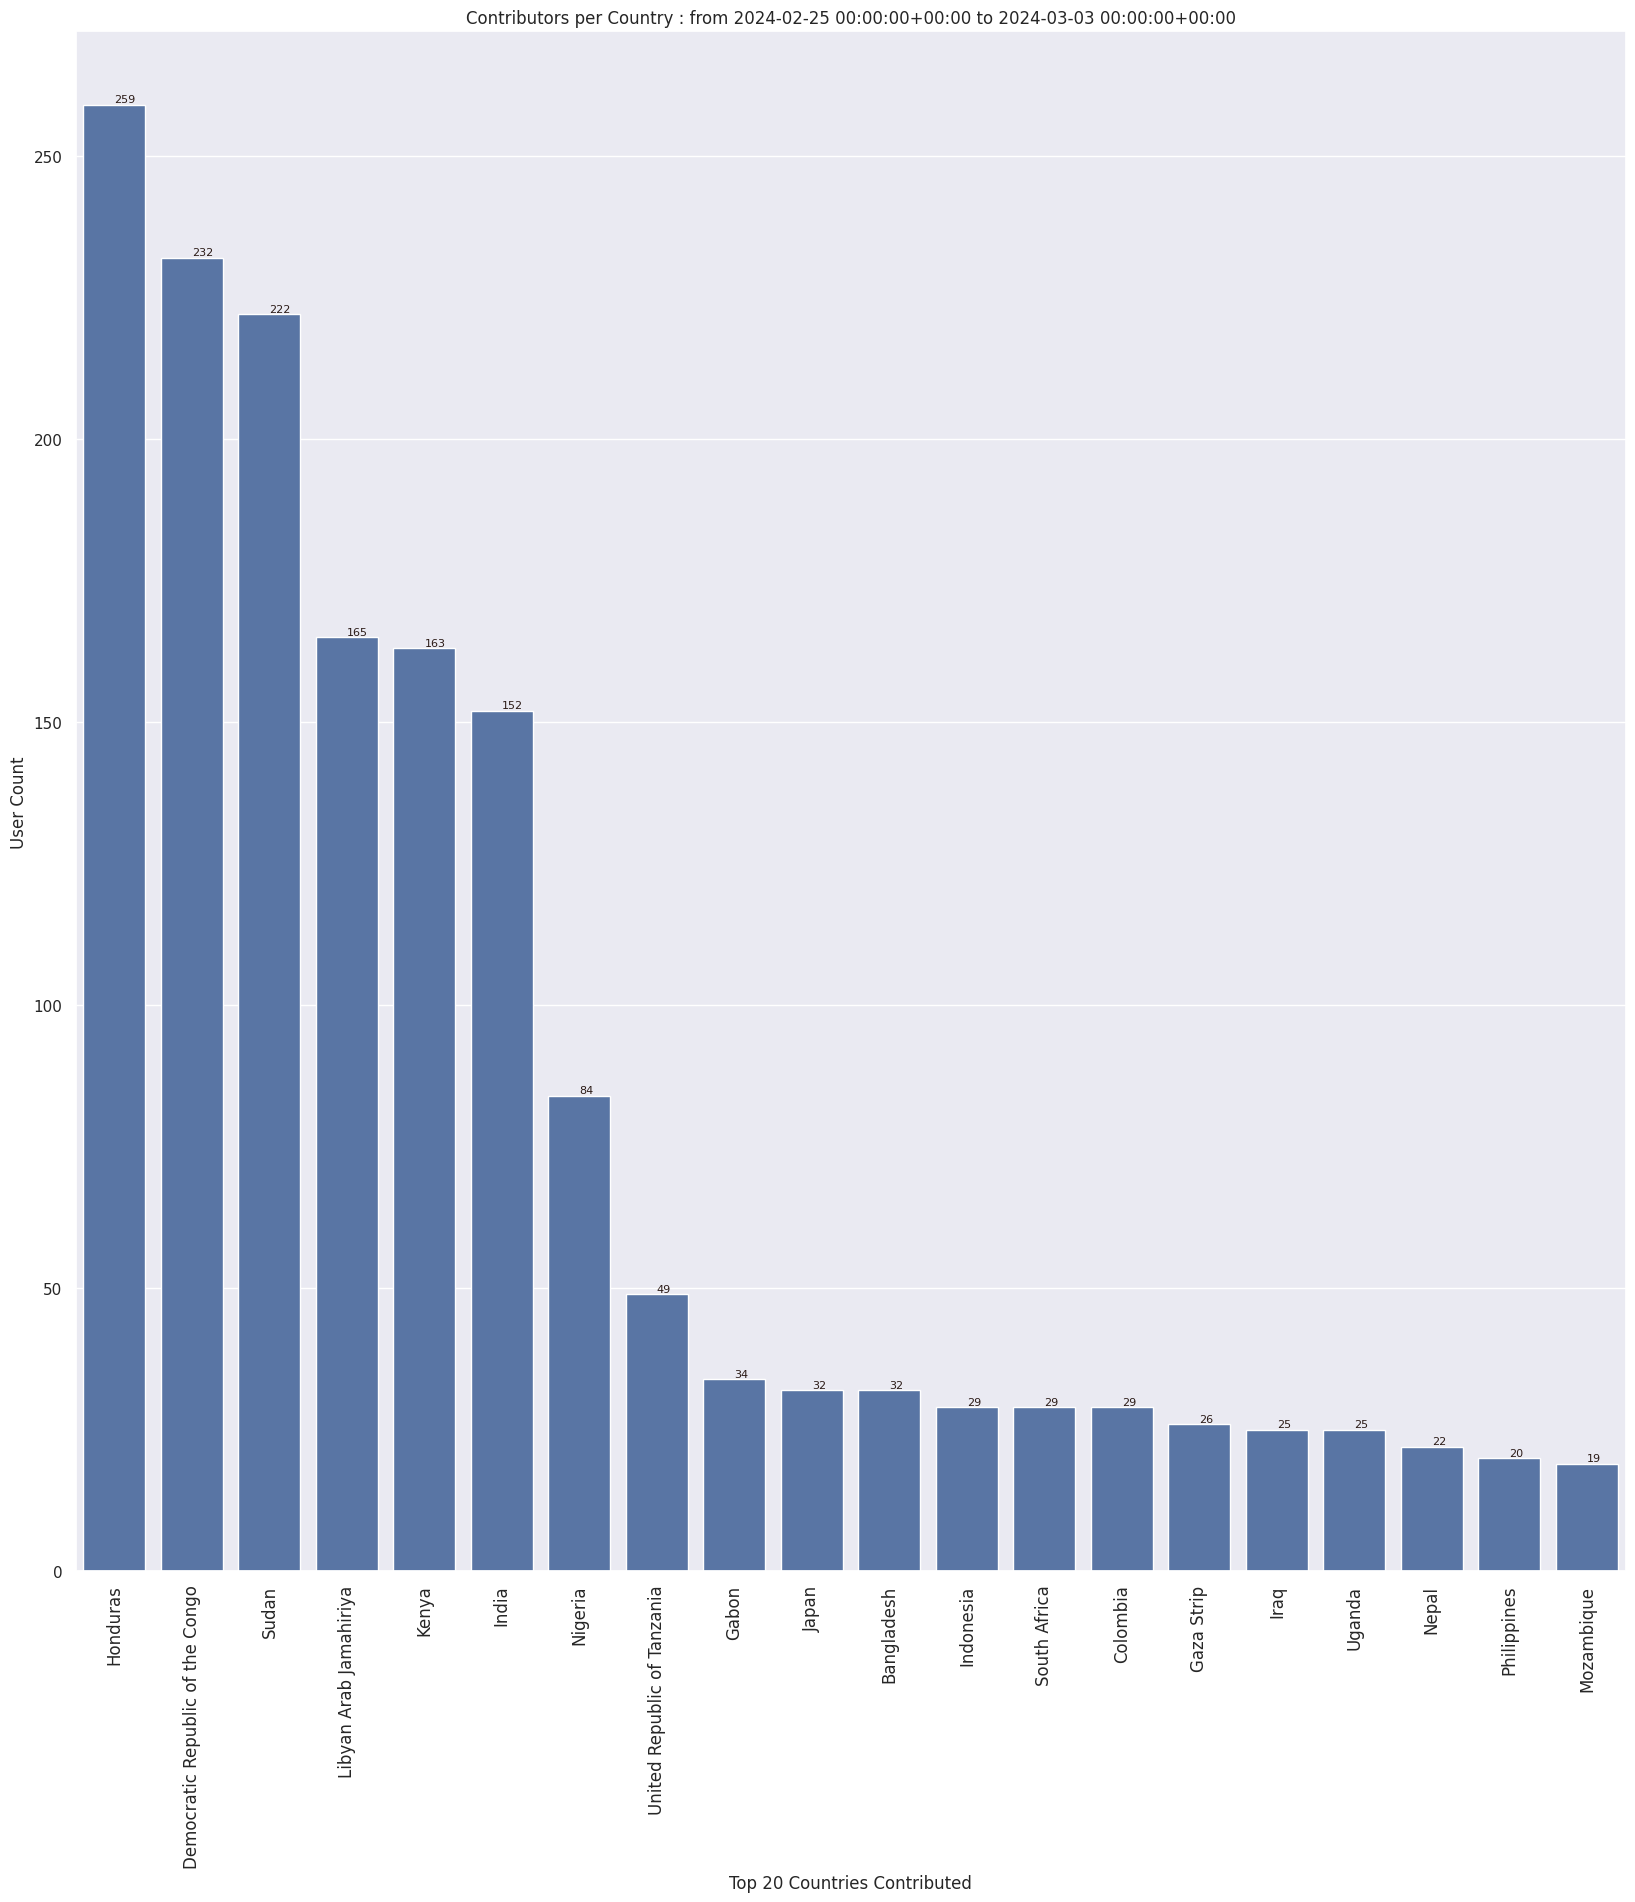 Contributors per Country : from 2024-02-25 00:00:00+00:00 to 2024-03-03 00:00:00+00:00
User Count
250
200
150
100
50
0
259
232
222
165
163
152
84
49
34
32
32
29
29
29
26
25
25
22
20
19
Honduras
Democratic Republic of the Congo
Sudan
Libyan Arab Jamahiriya
Kenya
India
Nigeria
United Republic of Tanzania
Gabon
Japan
Bangladesh
Indonesia
South Africa
Colombia
Gaza Strip
Iraq
Uganda
Nepal
Philippines
Mozambique
Top 20 Countries Contributed